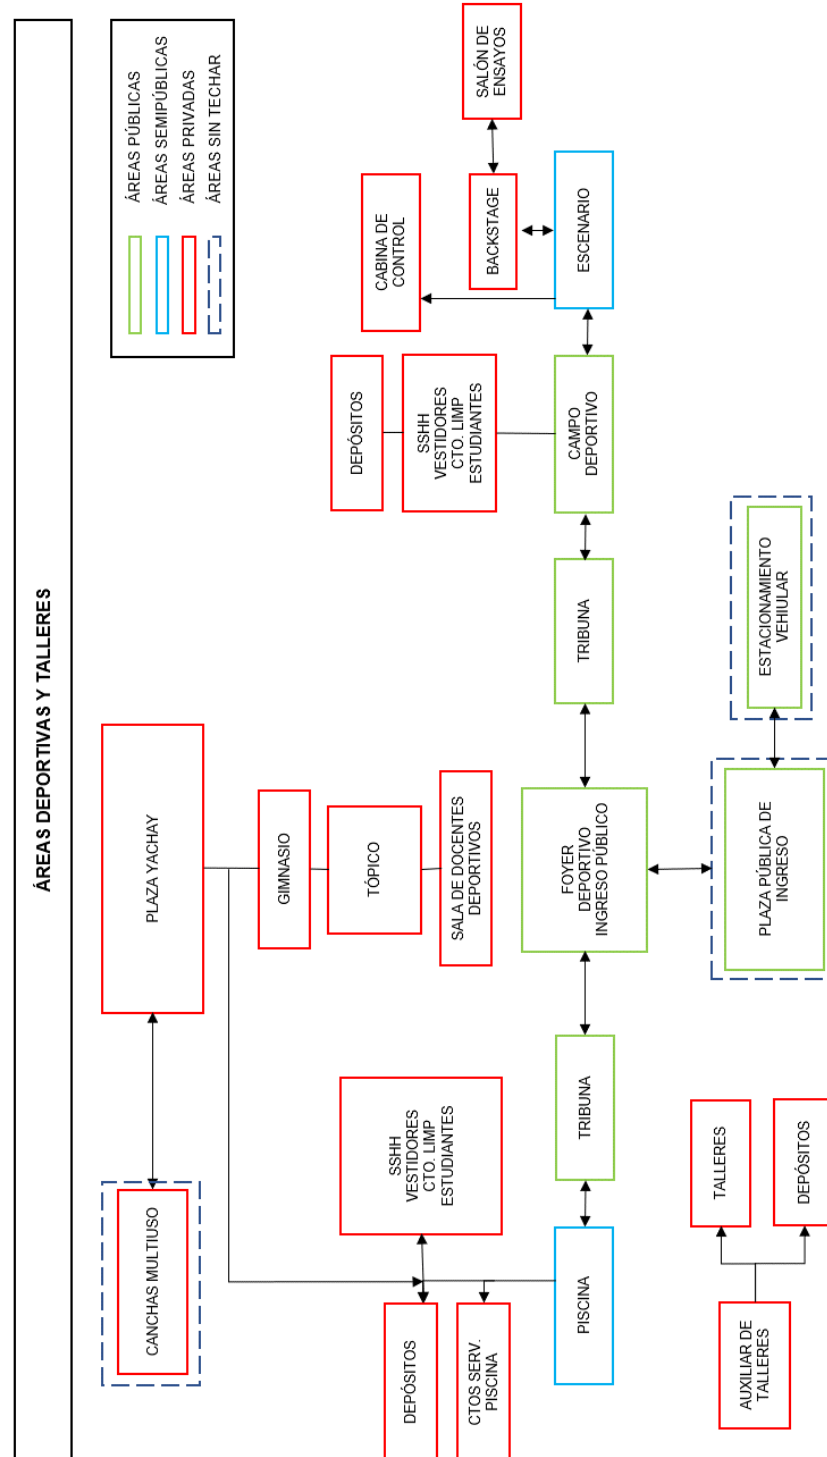 ÁREAS DEPORTIVAS Y TALLERES
ÁREAS PÚBLICAS
ÁREAS SEMIPÚBLICAS
ÁREAS PRIVADAS
ÁREAS SIN TECHAR
CANCHAS MULTIUSO
PLAZA YACHAY
GIMNASIO
TÓPICO
SALA DE DOCENTES
DEPORTIVOS
SSHH
VESTIDORES
CTO. LIMP
ESTUDIANTES
DEPÓSITOS
CTOS SERV.
PISCINA
DEPÓSITOS
SSHH
VESTIDORES
CTO. LIMP
ESTUDIANTES
CABINA DE
CONTROL
BACKSTAGE
SALÓN DE
ENSAYOS
PISCINA
TRIBUNA
FOYER
DEPORTIVO
INGRESO PÚBLICO
TRIBUNA
CAMPO
DEPORTIVO
ESCENARIO
AUXILIAR DE
TALLERES
TALLERES
DEPÓSITOS
PLAZA PÚBLICA DE
INGRESO
ESTACIONAMIENTO
VEHIULAR